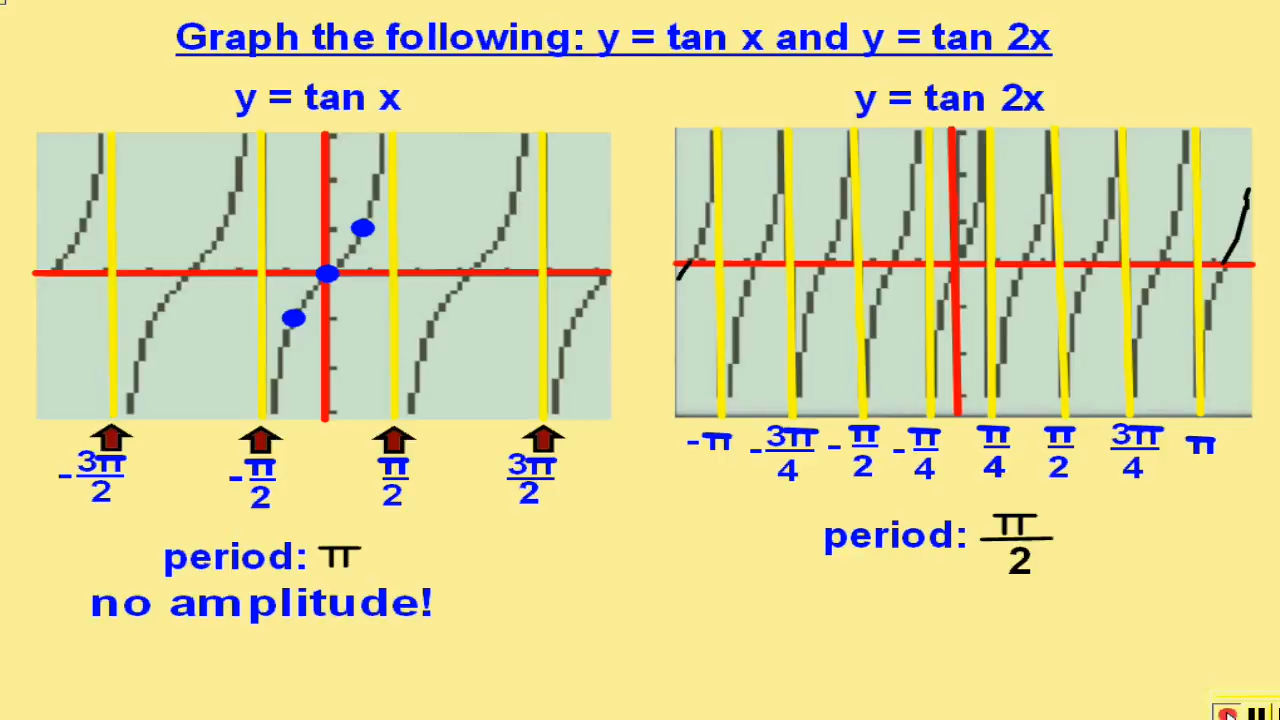 Graph the following: y = tan x and y = tan 2x
y = tan x
y = tan 2x
-3π/2 -π/2 π/2 3π/2
-π -3π/4 -π/2 -π/4 π/4 π/2 3π/4 π
period: π
no amplitude!
period: π/2